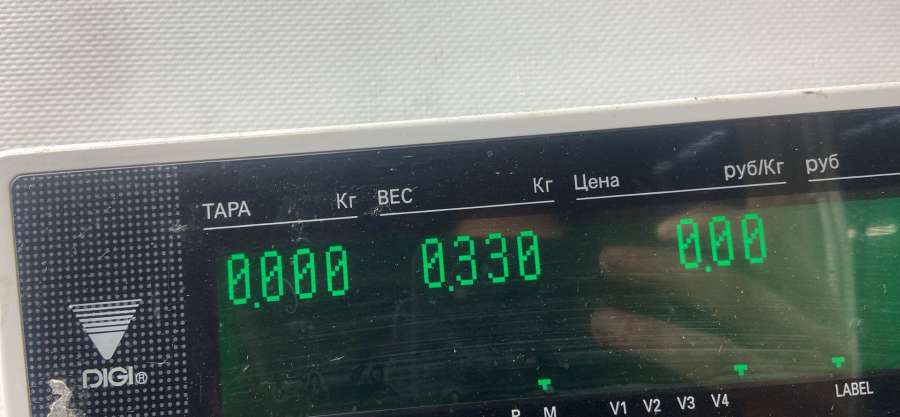 ТАРА Кг ВЕС Кг Цена руб/Кг руб
0.000 0.330 0.00
DIGI®
P M V1 V2 V3 V4 LABEL